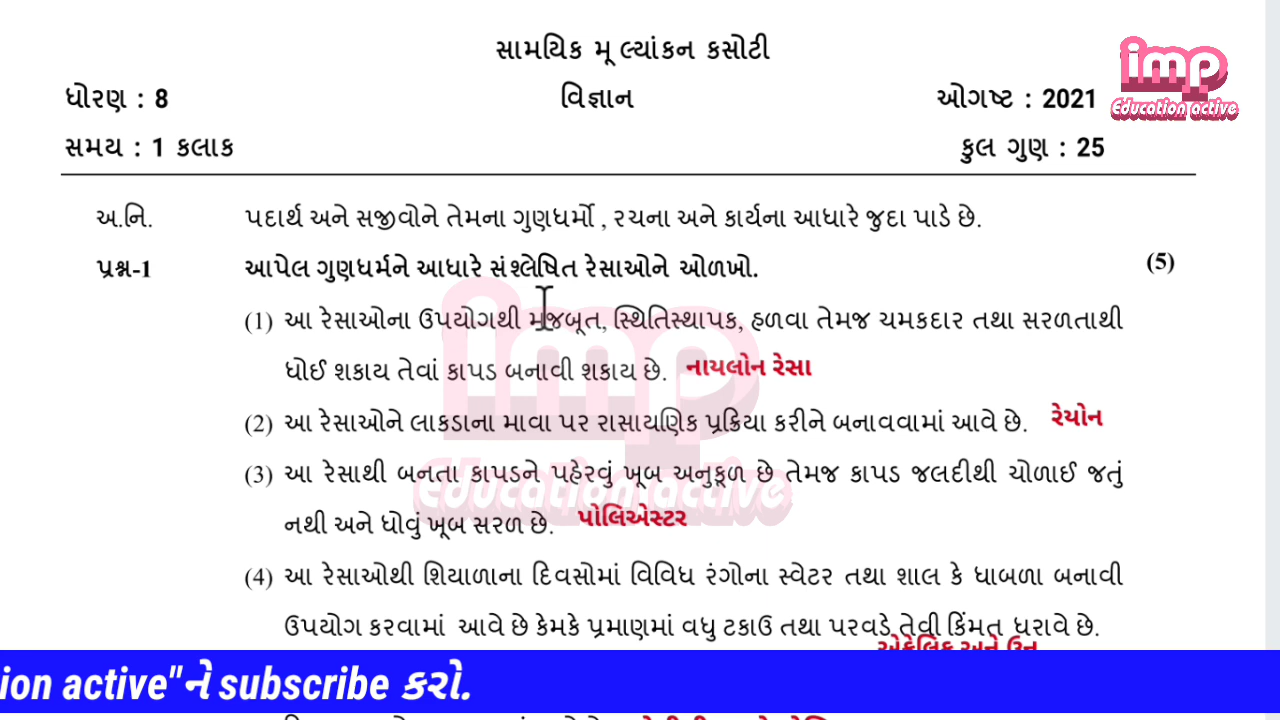 સામયિક મૂ લ્યાંકન કસોટી
ધોરણ : 8 વિજ્ઞાન ઓગષ્ટ : 2021
સમય : 1 કલાક કુલ ગુણ : 25
imp
Education active
અ.નિ. પદાર્થ અને સજીવોને તેમના ગુણધર્મો , રચના અને કાર્યના આધારે જુદા પાડે છે.
પ્રશ્ન-1 આપેલ ગુણધર્મને આધારે સંશ્લેષિત રેસાઓને ઓળખો. (5)
(1) આ રેસાઓના ઉપયોગથી મજબૂત, સ્થિતિસ્થાપક, હળવા તેમજ ચમકદાર તથા સરળતાથી
ધોઈ શકાય તેવાં કાપડ બનાવી શકાય છે. નાયલોન રેસા
(2) આ રેસાઓને લાકડાના માવા પર રાસાયણિક પ્રક્રિયા કરીને બનાવવામાં આવે છે. રેયોન
(3) આ રેસાથી બનતા કાપડને પહેરવું ખૂબ અનુકૂળ છે તેમજ કાપડ જલદીથી ચોળાઈ જતું
નથી અને ધોવું ખૂબ સરળ છે. પોલિએસ્ટર
imp
Education active
(4) આ રેસાઓથી શિયાળાના દિવસોમાં વિવિધ રંગોના સ્વેટર તથા શાલ કે ધાબળા બનાવી
ઉપયોગ કરવામાં આવે છે કેમકે પ્રમાણમાં વધુ ટકાઉ તથા પરવડે તેવી કિંમત ધરાવે છે.
ion active"ને subscribe કરો.